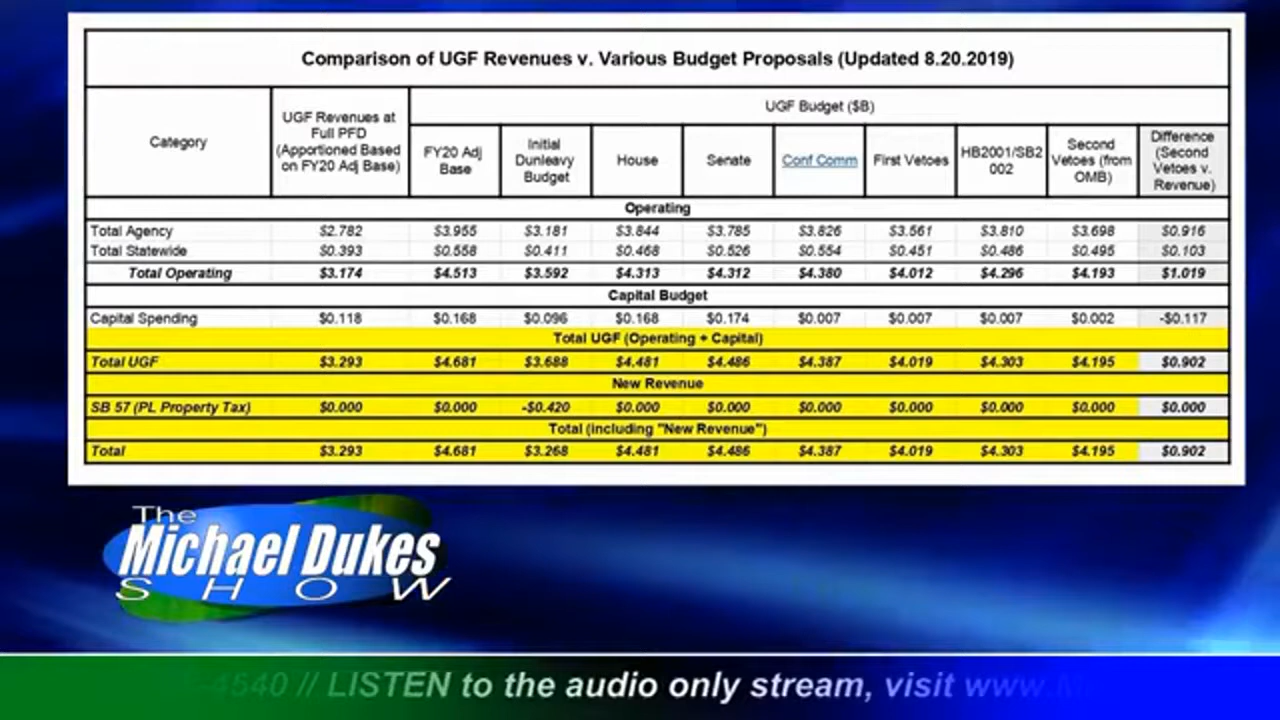 Comparison of UGF Revenues v. Various Budget Proposals (Updated 8.20.2019)
Category
UGF Revenues at
Full PFD
(Apportioned Based
on FY20 Adj Base)
UGF Budget ($B)
FY20 Adj
Base
Initial
Dunleavy
Budget
House
Senate
Conf Comm
First Vetoes
HB2001/SB2
002
Second
Vetoes (from
OMB)
Difference
(Second
Vetoes v.
Revenue)
Operating
Total Agency $2.782 $3.955 $3.181 $3.844 $3.785 $3.826 $3.561 $3.810 $3.698 $0.916
Total Statewide $0.393 $0.558 $0.411 $0.468 $0.526 $0.554 $0.451 $0.486 $0.495 $0.103
Total Operating $3.174 $4.513 $3.592 $4.313 $4.312 $4.380 $4.012 $4.296 $4.193 $1.019
Capital Budget
Capital Spending $0.118 $0.168 $0.096 $0.168 $0.174 $0.007 $0.007 $0.007 $0.002 -$0.117
Total UGF (Operating + Capital)
Total UGF $3.293 $4.681 $3.688 $4.481 $4.486 $4.387 $4.019 $4.303 $4.195 $0.902
New Revenue
SB 57 (PL Property Tax) $0.000 $0.000 -$0.420 $0.000 $0.000 $0.000 $0.000 $0.000 $0.000 $0.000
Total (including "New Revenue")
Total $3.293 $4.681 $3.268 $4.481 $4.486 $4.387 $4.019 $4.303 $4.195 $0.902
The
Michael Dukes
SHOW
-4540 // LISTEN to the audio only stream, visit www.